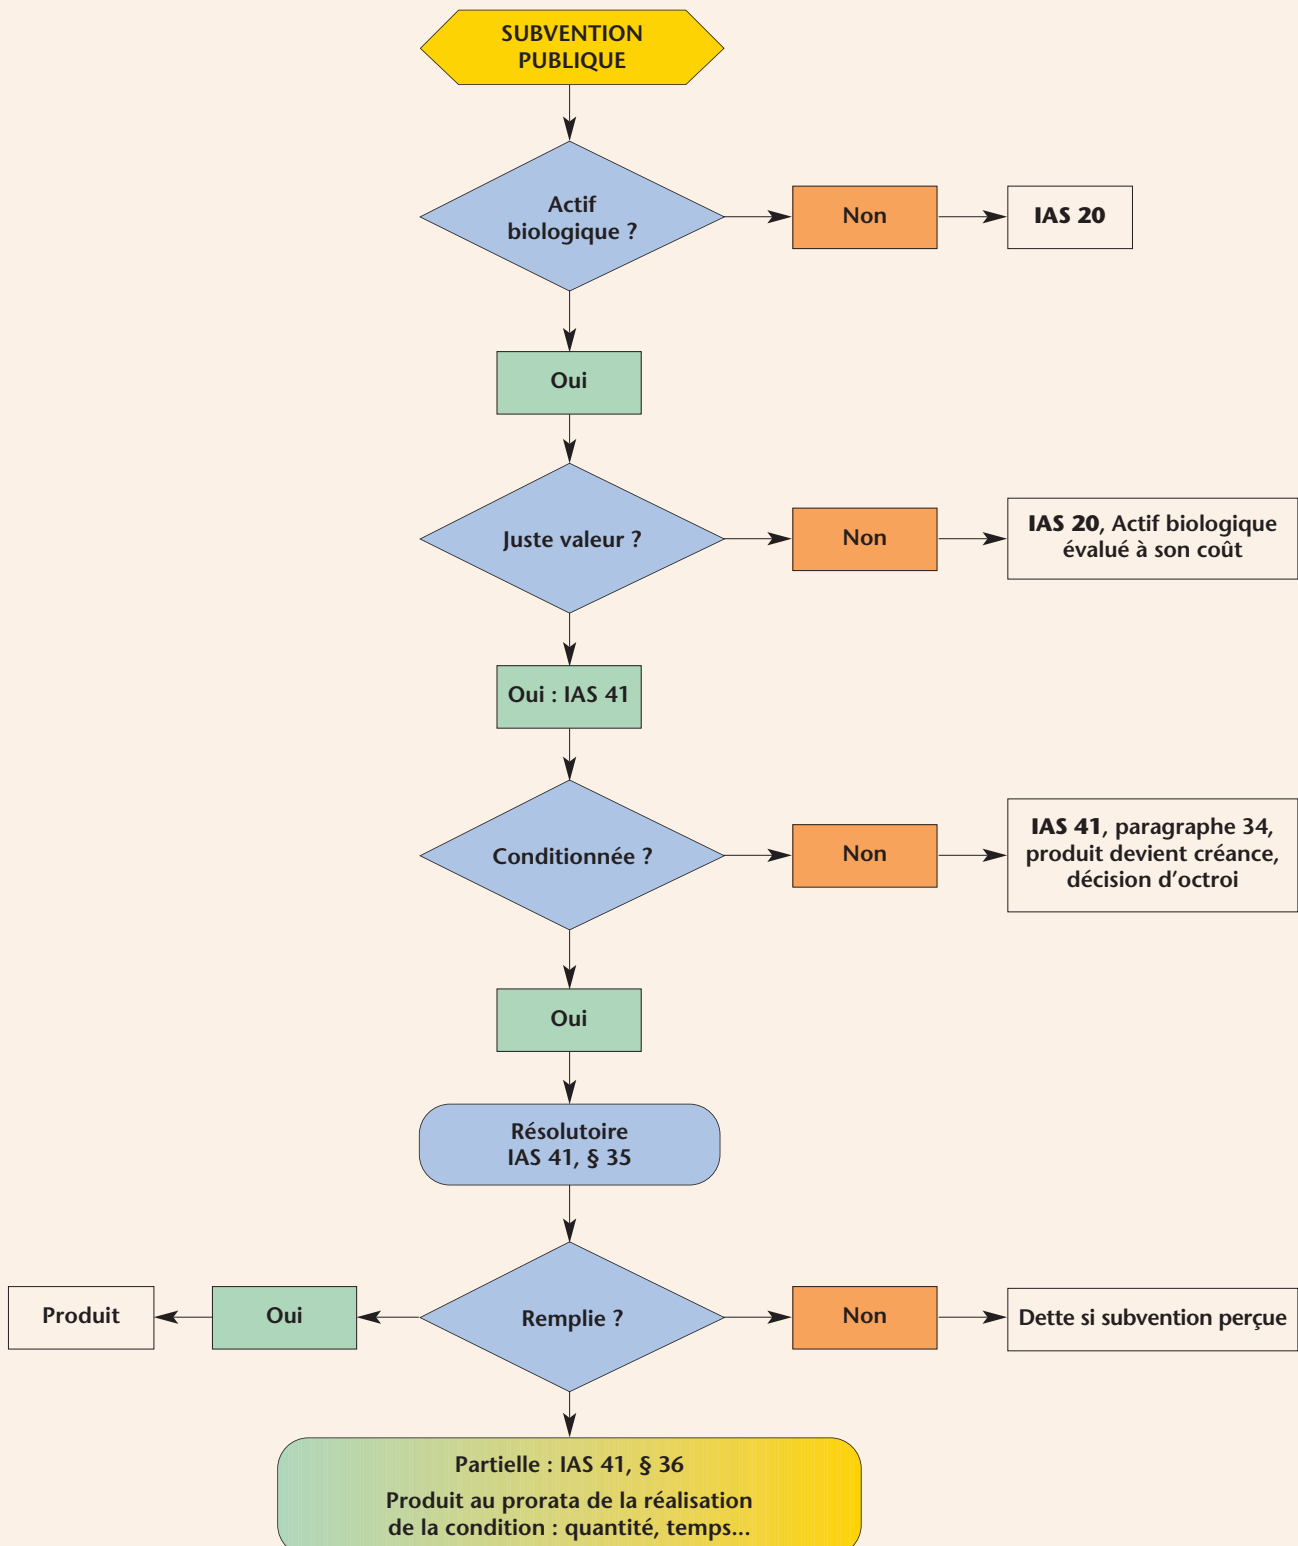 SUBVENTION
PUBLIQUE
Actif
biologique ?
Non
IAS 20
Oui
Juste valeur ?
Non
IAS 20, Actif biologique
évalué à son coût
Oui : IAS 41
Conditionnée ?
Non
IAS 41, paragraphe 34,
produit devient créance,
décision d’octroi
Oui
Résolutoire
IAS 41, § 35
Produit
Oui
Remplie ?
Non
Dette si subvention perçue
Partielle : IAS 41, § 36
Produit au prorata de la réalisation
de la condition : quantité, temps...